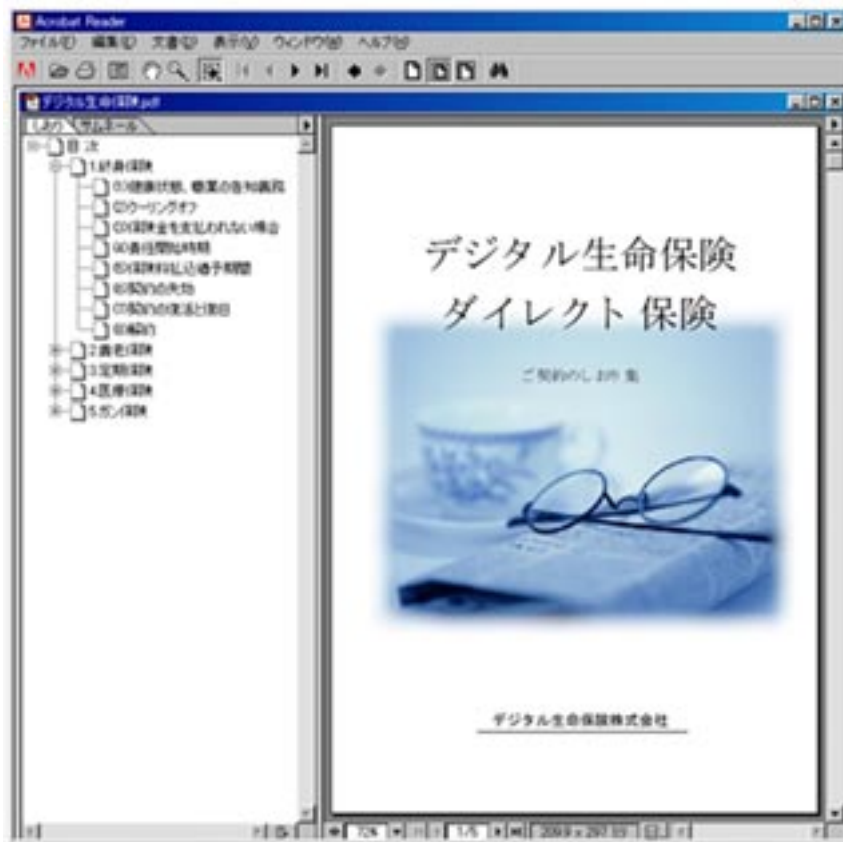 Acrobat Reader
ファイル(F) 編集(E) 文書(D) 表示(V) ウィンドウ(W) ヘルプ(H)
デジタル生命保険.pdf
しおり サムネール
目次
1.終身保険
(1)健康状態、職業の告知義務
(2)クーリングオフ
(3)保険金を支払われない場合
(4)責任開始時期
(5)保険料払込猶予期間
(6)契約の失効
(7)契約の復活と復旧
(8)解約
2.養老保険
3.定期保険
4.医療保険
5.ガン保険
デジタル生命保険
ダイレクト保険
ご契約のしおり集
デジタル生命保険株式会社
72% 1/5